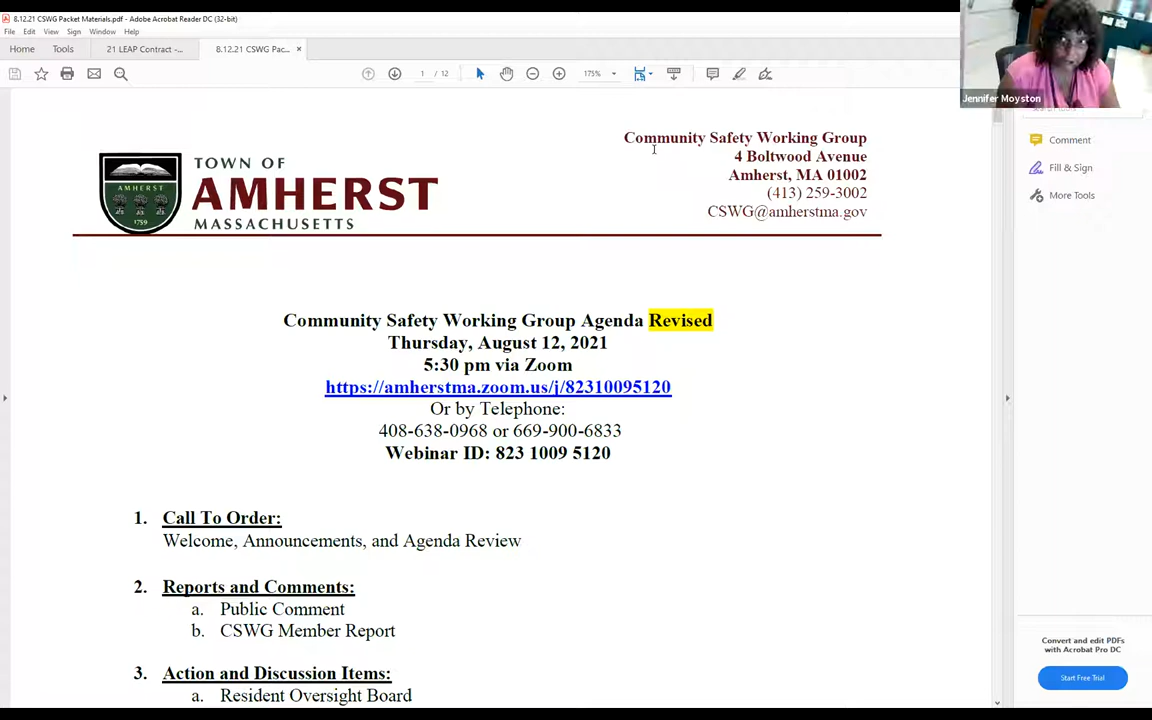 8.12.21 CSWG Packet Materials.pdf - Adobe Acrobat Reader DC (32-bit)
File Edit View Sign Window Help
Home Tools 21 LEAP Contract -... 8.12.21 CSWG Pac... ×
1 / 12 175%
Jennifer Moyston
Comment
Fill & Sign
More Tools
TOWN OF
AMHERST
MASSACHUSETTS
AMHERST
1759
Community Safety Working Group
4 Boltwood Avenue
Amherst, MA 01002
(413) 259-3002
CSWG@amherstma.gov
Community Safety Working Group Agenda Revised
Thursday, August 12, 2021
5:30 pm via Zoom
https://amherstma.zoom.us/j/82310095120
Or by Telephone:
408-638-0968 or 669-900-6833
Webinar ID: 823 1009 5120
1. Call To Order:
Welcome, Announcements, and Agenda Review
2. Reports and Comments:
a. Public Comment
b. CSWG Member Report
3. Action and Discussion Items:
a. Resident Oversight Board
Convert and edit PDFs
with Acrobat Pro DC
Start Free Trial